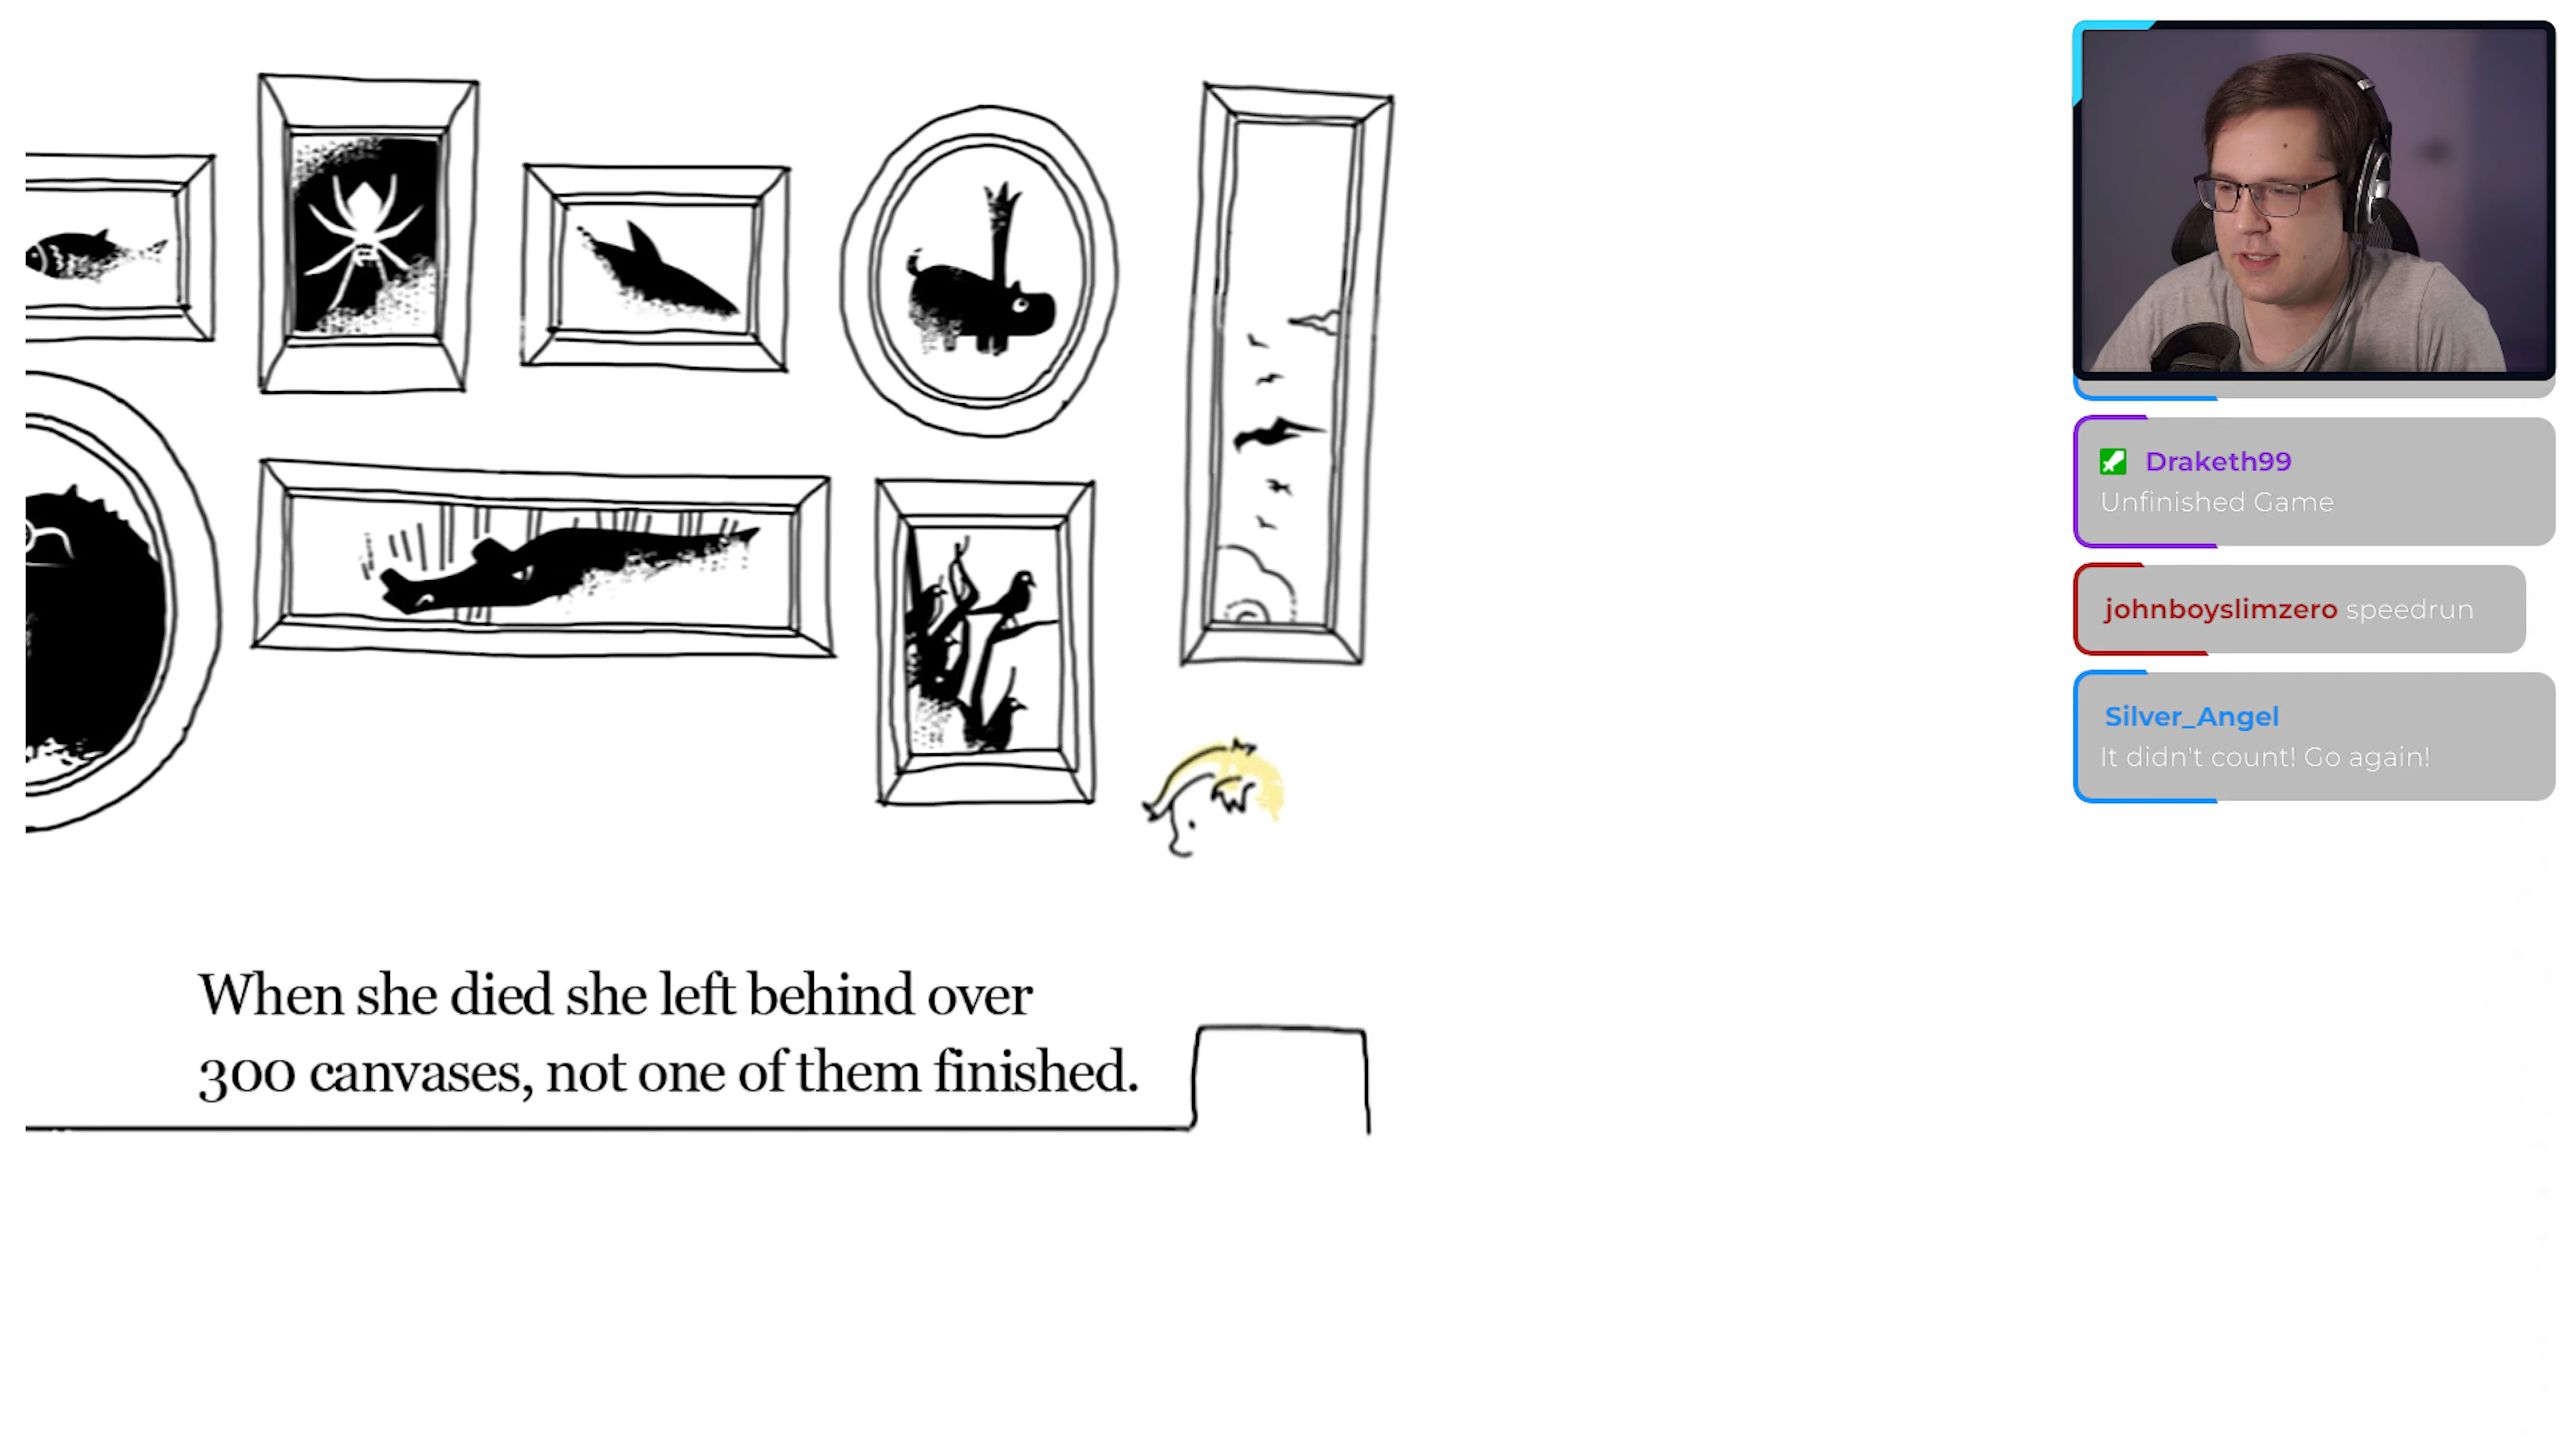 When she died she left behind over
300 canvases, not one of them finished.
Draketh99
Unfinished Game
johnboyslimzero speedrun
Silver_Angel
It didn't count! Go again!